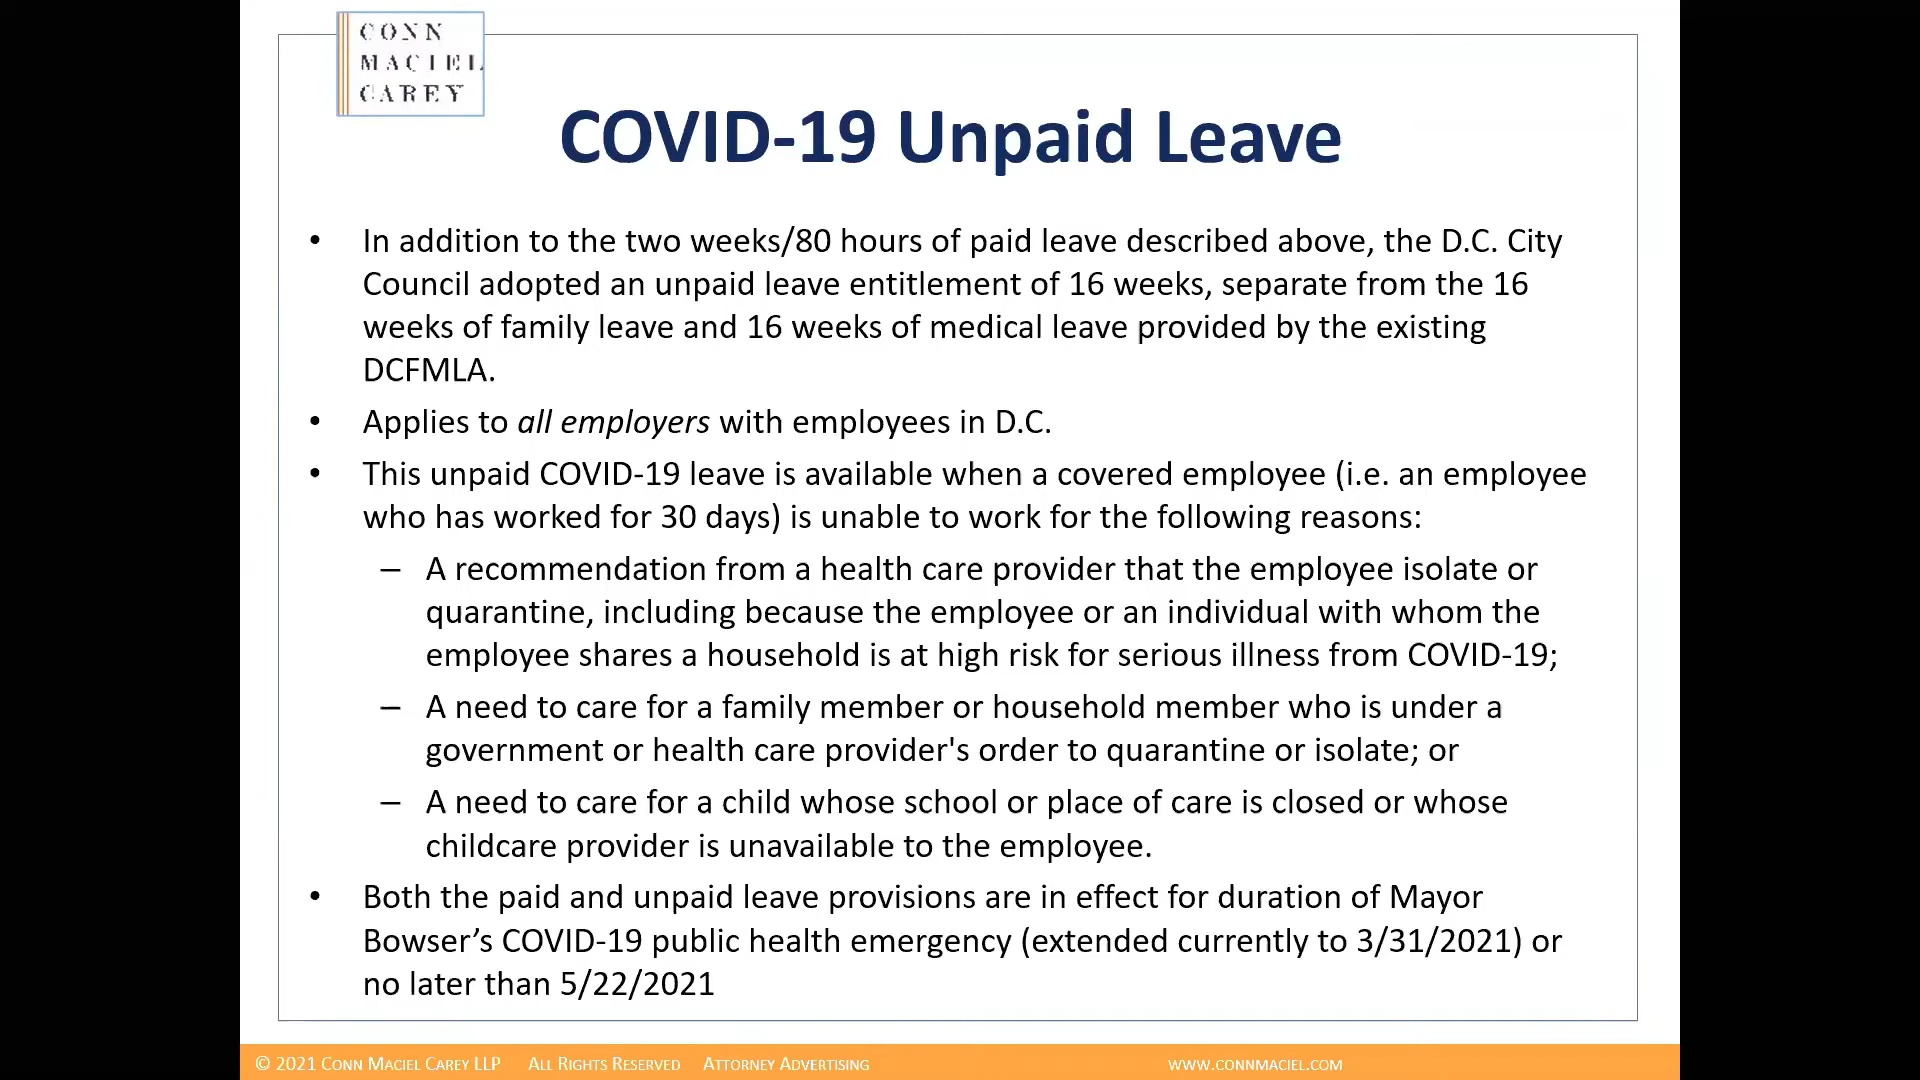 CONN
MACIEL
CAREY
COVID-19 Unpaid Leave
• In addition to the two weeks/80 hours of paid leave described above, the D.C. City
Council adopted an unpaid leave entitlement of 16 weeks, separate from the 16
weeks of family leave and 16 weeks of medical leave provided by the existing
DCFMLA.
• Applies to all employers with employees in D.C.
• This unpaid COVID-19 leave is available when a covered employee (i.e. an employee
who has worked for 30 days) is unable to work for the following reasons:
– A recommendation from a health care provider that the employee isolate or
quarantine, including because the employee or an individual with whom the
employee shares a household is at high risk for serious illness from COVID-19;
– A need to care for a family member or household member who is under a
government or health care provider's order to quarantine or isolate; or
– A need to care for a child whose school or place of care is closed or whose
childcare provider is unavailable to the employee.
• Both the paid and unpaid leave provisions are in effect for duration of Mayor
Bowser’s COVID-19 public health emergency (extended currently to 3/31/2021) or
no later than 5/22/2021
© 2021 CONN MACIEL CAREY LLP ALL RIGHTS RESERVED ATTORNEY ADVERTISING WWW.CONNMACIEL.COM